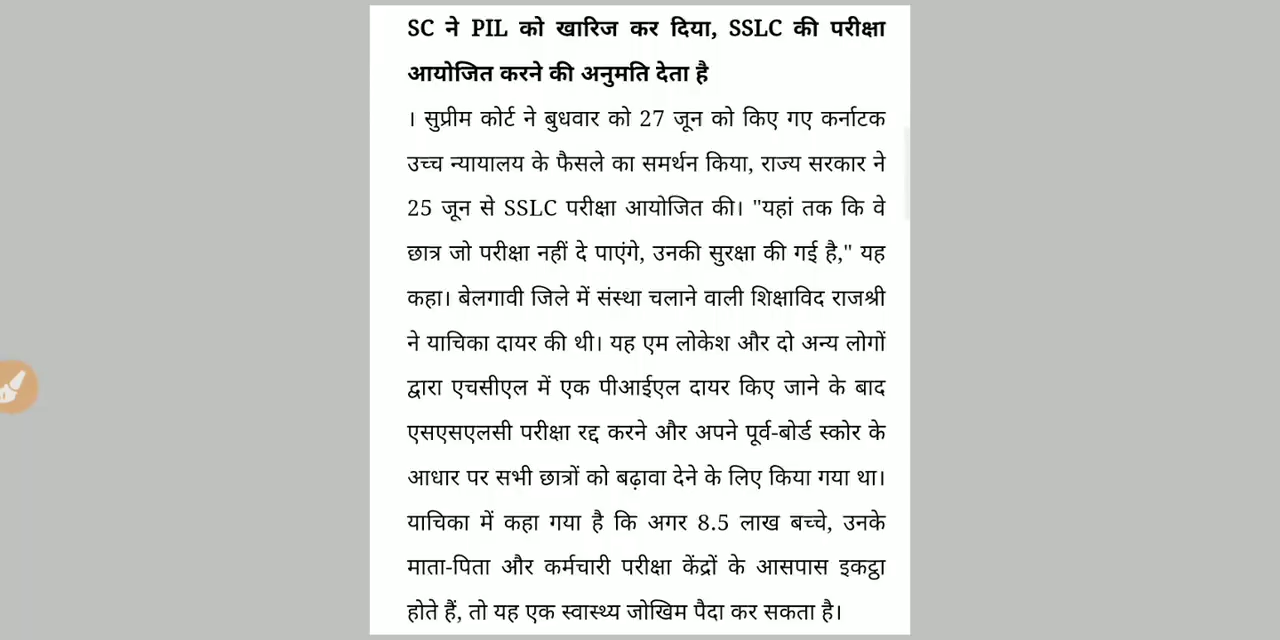 SC ने PIL को खारिज कर दिया, SSLC की परीक्षा
आयोजित करने की अनुमति देता है
। सुप्रीम कोर्ट ने बुधवार को 27 जून को किए गए कर्नाटक
उच्च न्यायालय के फैसले का समर्थन किया, राज्य सरकार ने
25 जून से SSLC परीक्षा आयोजित की। "यहां तक कि वे
छात्र जो परीक्षा नहीं दे पाएंगे, उनकी सुरक्षा की गई है," यह
कहा। बेलगावी जिले में संस्था चलाने वाली शिक्षाविद राजश्री
ने याचिका दायर की थी। यह एम लोकेश और दो अन्य लोगों
द्वारा एचसीएल में एक पीआईएल दायर किए जाने के बाद
एसएसएलसी परीक्षा रद्द करने और अपने पूर्व-बोर्ड स्कोर के
आधार पर सभी छात्रों को बढ़ावा देने के लिए किया गया था।
याचिका में कहा गया है कि अगर 8.5 लाख बच्चे, उनके
माता-पिता और कर्मचारी परीक्षा केंद्रों के आसपास इकट्ठा
होते हैं, तो यह एक स्वास्थ्य जोखिम पैदा कर सकता है।